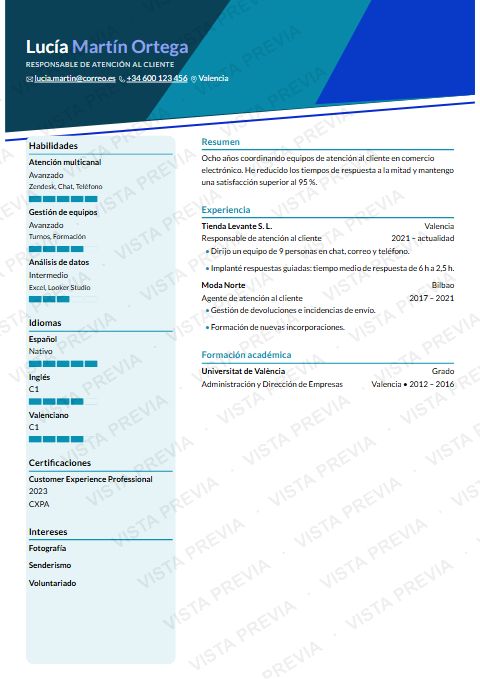 Lucía Martín Ortega
RESPONSABLE DE ATENCIÓN AL CLIENTE
lucia.martin@correo.es +34 600 123 456 Valencia
Habilidades
Atención multicanal
Avanzado
Zendesk, Chat, Teléfono
Gestión de equipos
Avanzado
Turnos, Formación
Análisis de datos
Intermedio
Excel, Looker Studio
Idiomas
Español
Nativo
Inglés
C1
Valenciano
C1
Certificaciones
Customer Experience Professional
2023
CXPA
Intereses
Fotografía
Senderismo
Voluntariado
Resumen
Ocho años coordinando equipos de atención al cliente en comercio
electrónico. He reducido los tiempos de respuesta a la mitad y mantengo
una satisfacción superior al 95 %.
Experiencia
Tienda Levante S. L. Valencia
Responsable de atención al cliente 2021 – actualidad
• Dirijo un equipo de 9 personas en chat, correo y teléfono.
• Implanté respuestas guiadas: tiempo medio de respuesta de 6 h a 2,5 h.
Moda Norte Bilbao
Agente de atención al cliente 2017 – 2021
• Gestión de devoluciones e incidencias de envío.
• Formación de nuevas incorporaciones.
Formación académica
Universitat de València Grado
Administración y Dirección de Empresas Valencia • 2012 – 2016
VISTA PREVIA · VISTA PREVIA · VISTA PREVIA